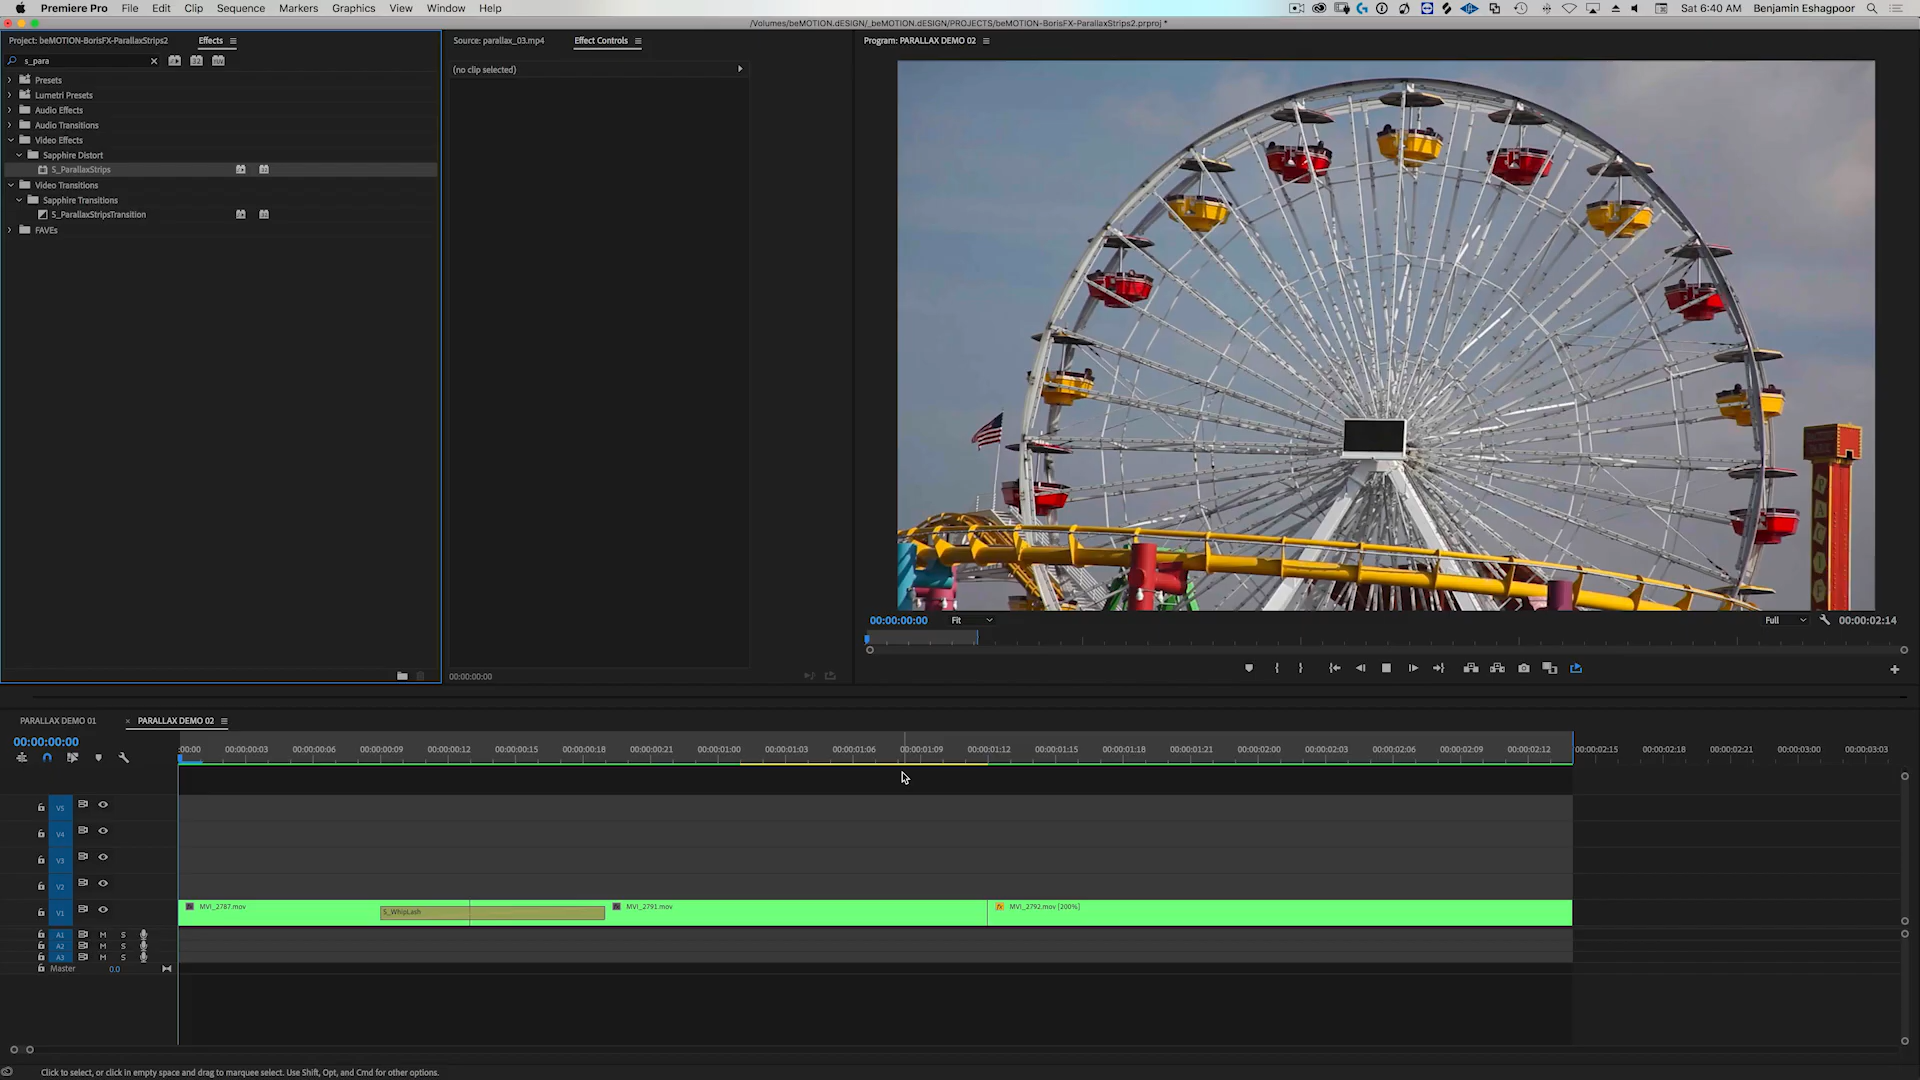 Premiere Pro File Edit Clip Sequence Markers Graphics View Window Help
Sat 6:40 AM Benjamin Eshagpoor
/Volumes/beMOTION.dESIGN/_beMOTION.dESIGN/PROJECTS/beMOTION-BorisFX-ParallaxStrips2.prproj *
Project: beMOTION-BorisFX-ParallaxStrips2 Effects
Source: parallax_03.mp4 Effect Controls
Program: PARALLAX DEMO 02
s_para
(no clip selected)
Presets
Lumetri Presets
Audio Effects
Audio Transitions
Video Effects
Sapphire Distort
S_ParallaxStrips
Video Transitions
Sapphire Transitions
S_ParallaxStripsTransition
FAVEs
00:00:00:00 Fit Full 00:00:02:14
00:00:00:00
PARALLAX DEMO 01 × PARALLAX DEMO 02
00:00:00:00
:00:00 00:00:00:03 00:00:00:06 00:00:00:09 00:00:00:12 00:00:00:15 00:00:00:18 00:00:00:21 00:00:01:00 00:00:01:03 00:00:01:06 00:00:01:09 00:00:01:12 00:00:01:15 00:00:01:18 00:00:01:21 00:00:02:00 00:00:02:03 00:00:02:06 00:00:02:09 00:00:02:12 00:00:02:15 00:00:02:18 00:00:02:21 00:00:03:00 00:00:03:03
V5
V4
V3
V2
V1 MVI_2787.mov S_WhipLash MVI_2791.mov MVI_2792.mov [200%]
A1 M S
A2 M S
A3 M S
Master 0.0
Click to select, or click in empty space and drag to marquee select. Use Shift, Opt, and Cmd for other options.